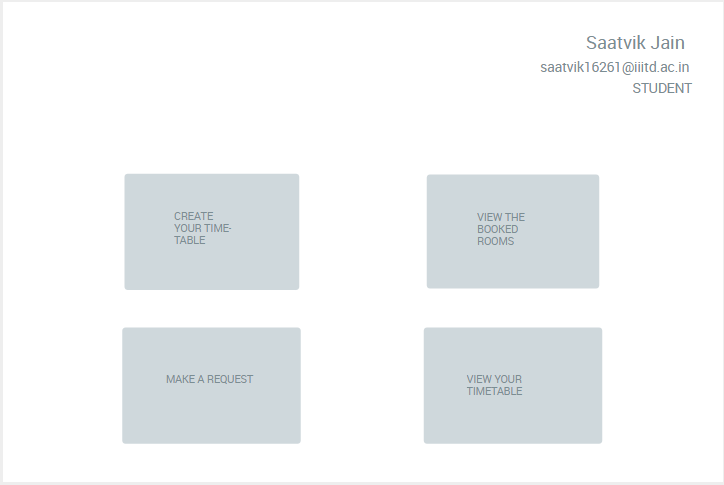 Saatvik Jain
saatvik16261@iiitd.ac.in
STUDENT
CREATE
YOUR TIME-
TABLE
VIEW THE
BOOKED
ROOMS
MAKE A REQUEST
VIEW YOUR
TIMETABLE